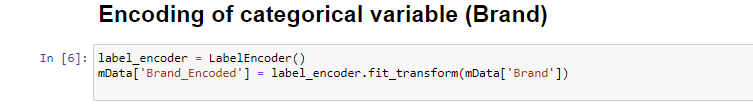 Encoding of categorical variable (Brand)
In [6]: label_encoder = LabelEncoder()
mData['Brand_Encoded'] = label_encoder.fit_transform(mData['Brand'])